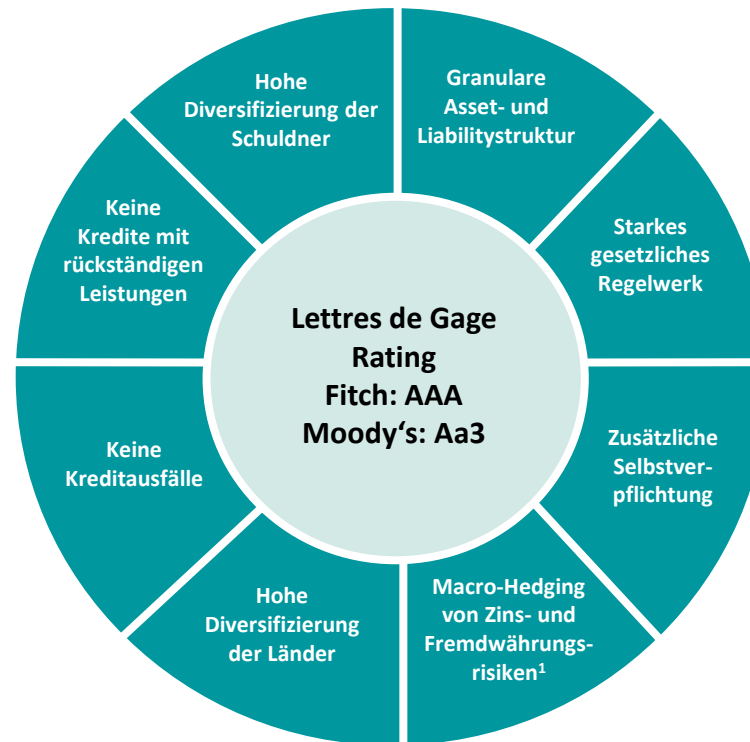 Hohe
Diversifizierung der
Schuldner
Granulare
Asset- und
Liabilitystruktur
Starkes
gesetzliches
Regelwerk
Zusätzliche
Selbstver-
pflichtung
Macro-Hedging
von Zins- und
Fremdwährungs-
risiken¹
Hohe
Diversifizierung
der Länder
Keine
Kreditausfälle
Keine
Kredite mit
rückständigen
Leistungen
Lettres de Gage
Rating
Fitch: AAA
Moody‘s: Aa3